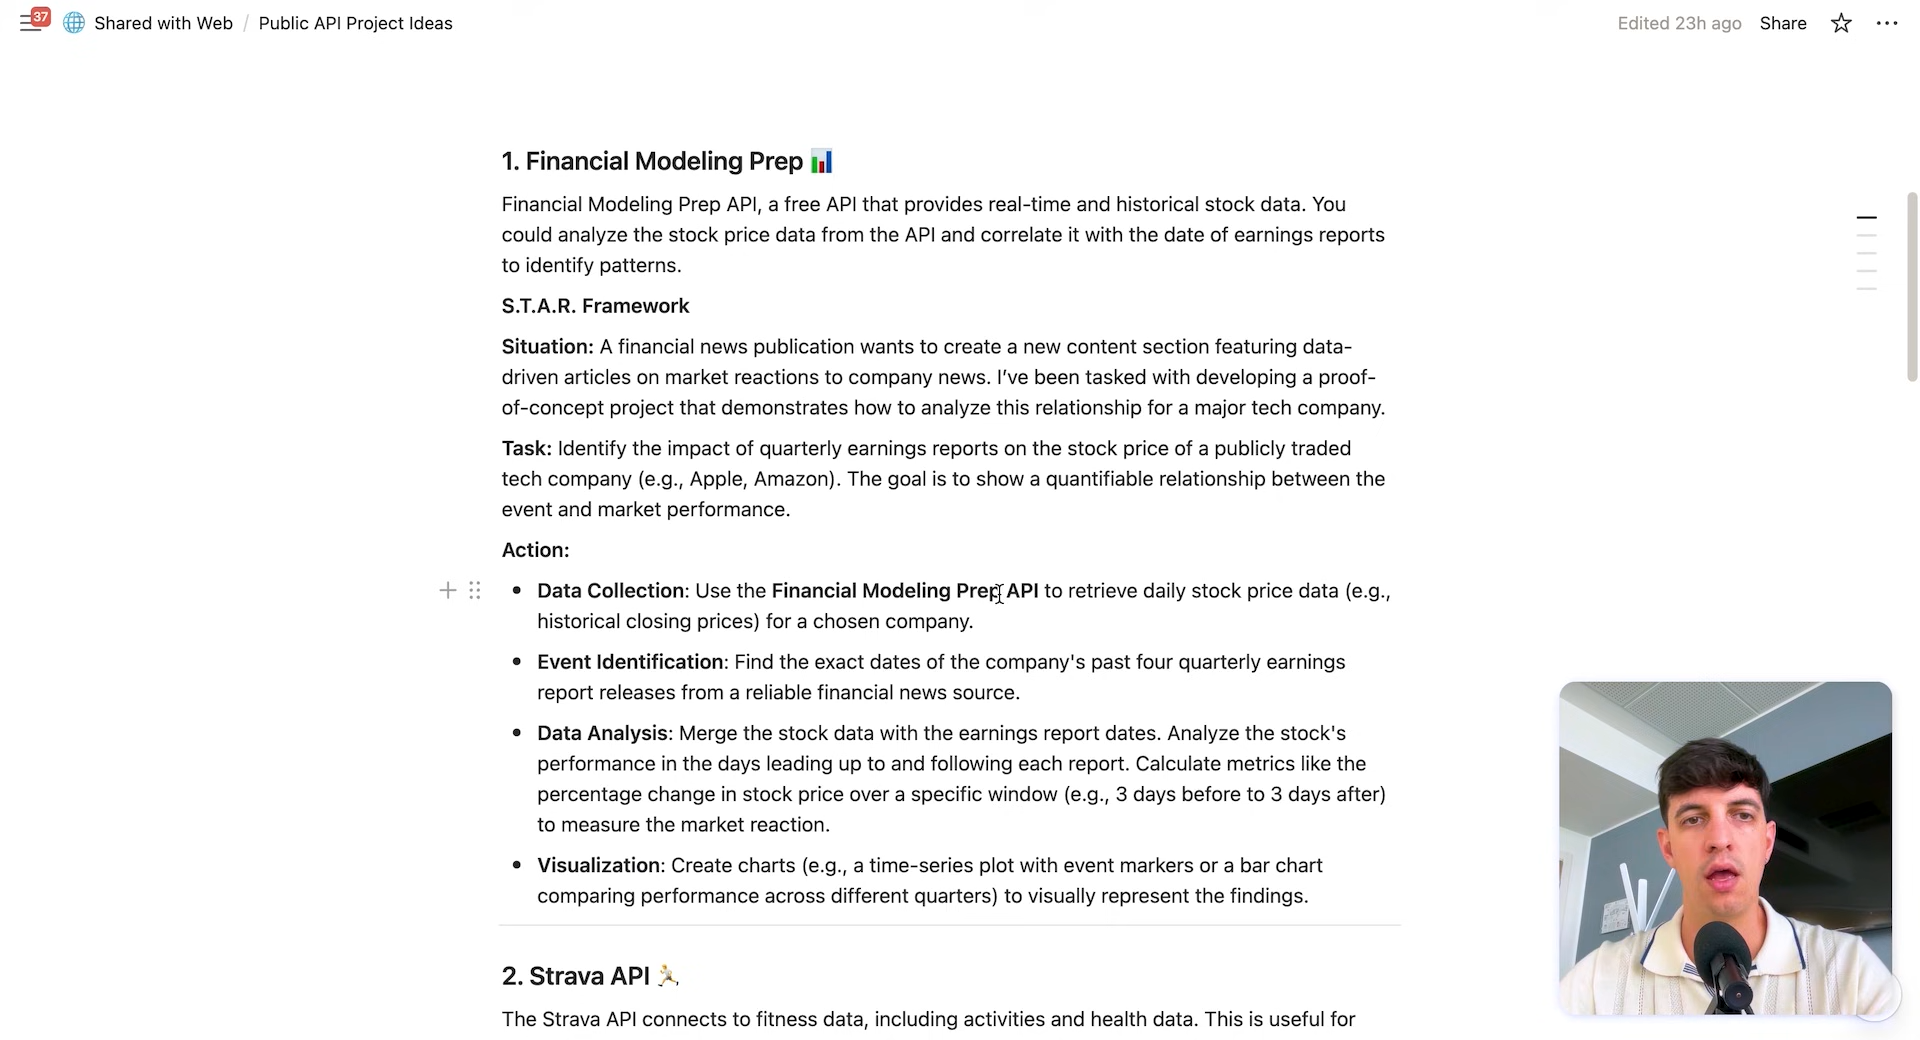 37
Shared with Web / Public API Project Ideas
Edited 23h ago Share
1. Financial Modeling Prep
Financial Modeling Prep API, a free API that provides real-time and historical stock data. You
could analyze the stock price data from the API and correlate it with the date of earnings reports
to identify patterns.
S.T.A.R. Framework
Situation: A financial news publication wants to create a new content section featuring data-
driven articles on market reactions to company news. I’ve been tasked with developing a proof-
of-concept project that demonstrates how to analyze this relationship for a major tech company.
Task: Identify the impact of quarterly earnings reports on the stock price of a publicly traded
tech company (e.g., Apple, Amazon). The goal is to show a quantifiable relationship between the
event and market performance.
Action:
• Data Collection: Use the Financial Modeling Prep API to retrieve daily stock price data (e.g.,
historical closing prices) for a chosen company.
• Event Identification: Find the exact dates of the company's past four quarterly earnings
report releases from a reliable financial news source.
• Data Analysis: Merge the stock data with the earnings report dates. Analyze the stock's
performance in the days leading up to and following each report. Calculate metrics like the
percentage change in stock price over a specific window (e.g., 3 days before to 3 days after)
to measure the market reaction.
• Visualization: Create charts (e.g., a time-series plot with event markers or a bar chart
comparing performance across different quarters) to visually represent the findings.
2. Strava API
The Strava API connects to fitness data, including activities and health data. This is useful for